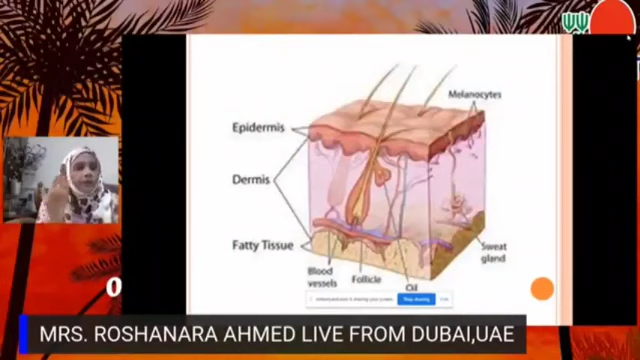 Melanocytes
Epidermis
Dermis
Fatty Tissue
Sweat
gland
Blood
vessels
Follicle
Oil
Stop sharing
MRS. ROSHANARA AHMED LIVE FROM DUBAI,UAE